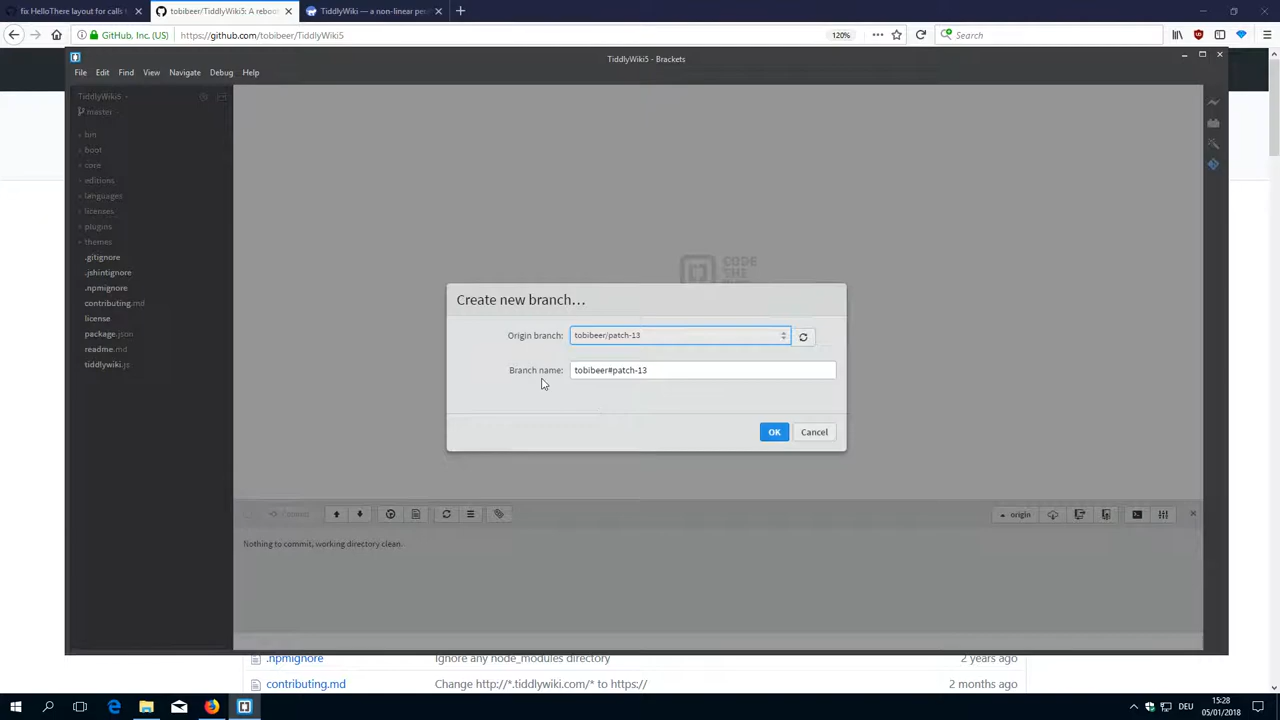 fix HelloThere layout for calls t
tobibeer/TiddlyWiki5: A reboo
TiddlyWiki — a non-linear pers
GitHub, Inc. (US)
https://github.com/tobibeer/TiddlyWiki5
120%
Search
TiddlyWiki5 - Brackets
File Edit Find View Navigate Debug Help
TiddlyWiki5
master
bin
boot
core
editions
languages
licenses
plugins
themes
.gitignore
.jshintignore
.npmignore
contributing.md
license
package.json
readme.md
tiddlywiki.js
CODE THE
Create new branch...
Origin branch: tobibeer/patch-13
Branch name: tobibeer#patch-13
OK Cancel
Commit
origin
Nothing to commit, working directory clean.
.npmignore Ignore any node_modules directory 2 years ago
contributing.md Change http://*.tiddlywiki.com/* to https:// 2 months ago
DEU
15:28
05/01/2018